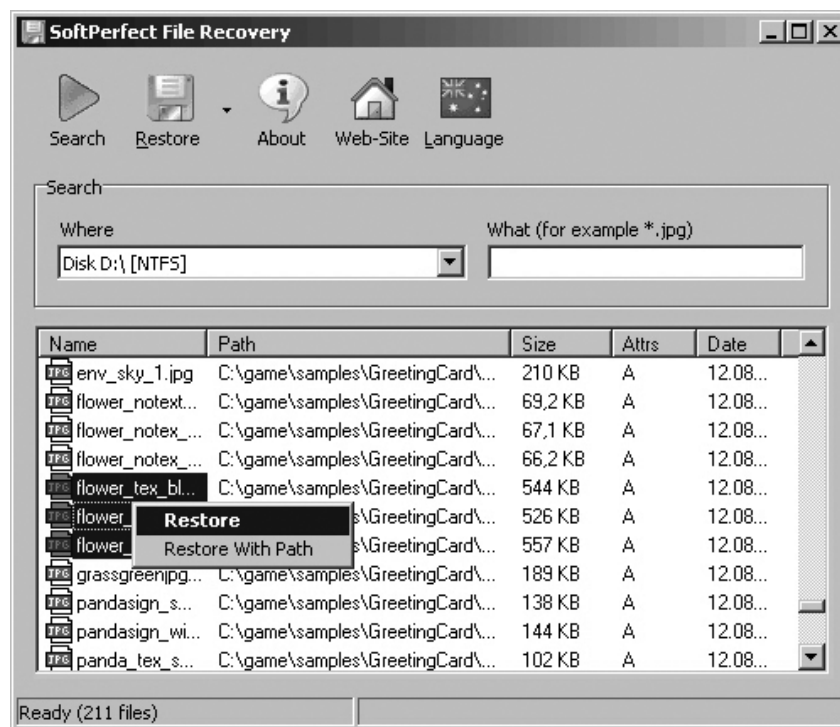 SoftPerfect File Recovery
Search Restore About Web-Site Language
Search
Where What (for example *.jpg)
Disk D:\ [NTFS]
Name Path Size Attrs Date
env_sky_1.jpg C:\game\samples\GreetingCard\... 210 KB A 12.08...
flower_notext... C:\game\samples\GreetingCard\... 69,2 KB A 12.08...
flower_notex_... C:\game\samples\GreetingCard\... 67,1 KB A 12.08...
flower_notex_... C:\game\samples\GreetingCard\... 66,2 KB A 12.08...
flower_tex_bl... C:\game\samples\GreetingCard\... 544 KB A 12.08...
flower_ C:\game\samples\GreetingCard\... 526 KB A 12.08...
Restore
flower_ C:\game\samples\GreetingCard\... 557 KB A 12.08...
Restore With Path
grassgreenjpg... C:\game\samples\GreetingCard\... 189 KB A 12.08...
pandasign_s... C:\game\samples\GreetingCard\... 138 KB A 12.08...
pandasign_wi... C:\game\samples\GreetingCard\... 144 KB A 12.08...
panda_tex_s... C:\game\samples\GreetingCard\... 102 KB A 12.08...
Ready (211 files)